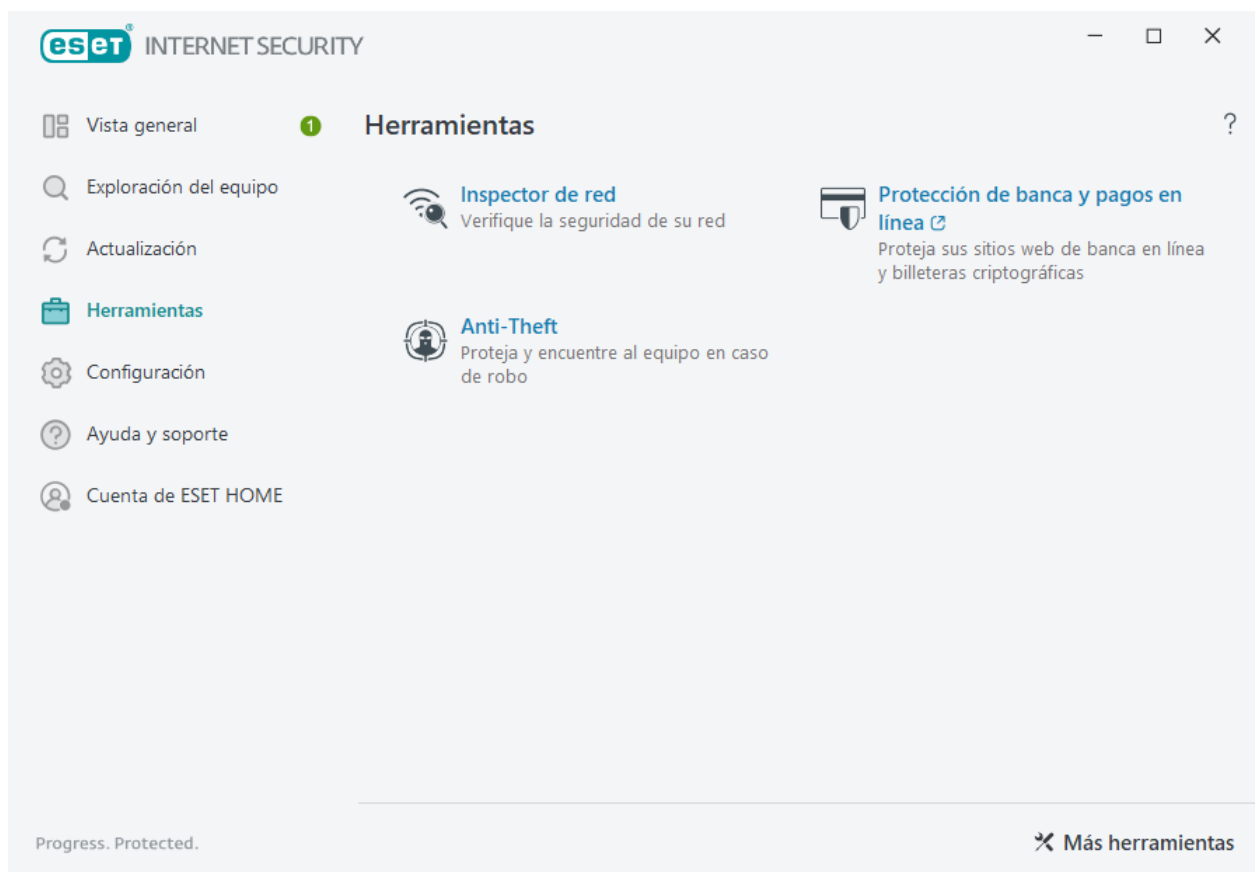 eset® INTERNET SECURITY
Vista general 1
Exploración del equipo
Actualización
Herramientas
Configuración
Ayuda y soporte
Cuenta de ESET HOME
Herramientas ?
Inspector de red
Verifique la seguridad de su red
Protección de banca y pagos en
línea
Proteja sus sitios web de banca en línea
y billeteras criptográficas
Anti-Theft
Proteja y encuentre al equipo en caso
de robo
Progress. Protected.
Más herramientas